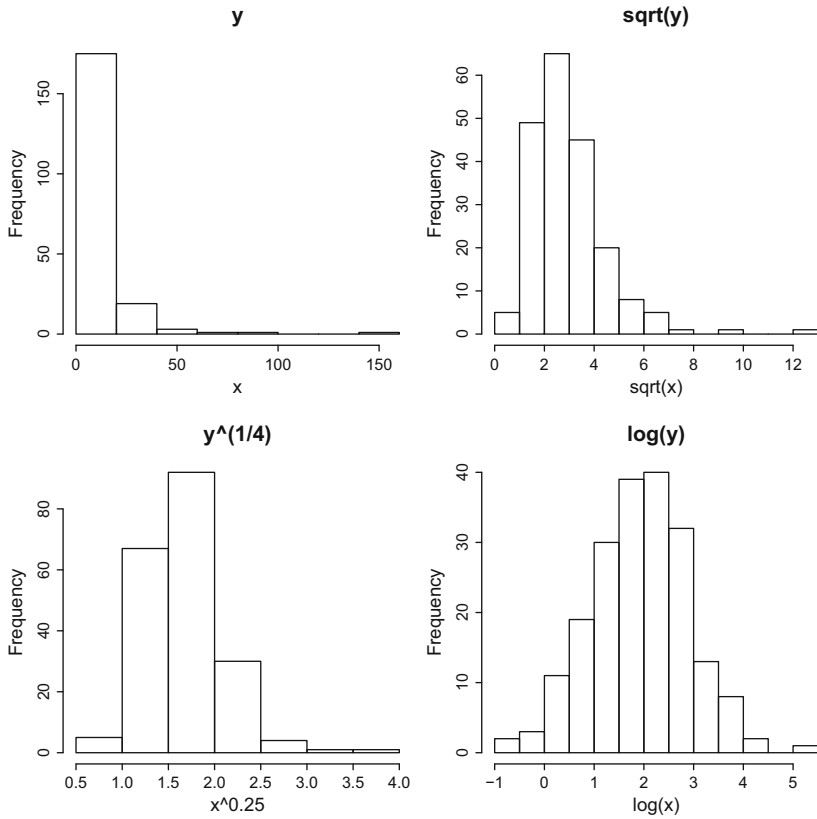 y
Frequency
0 50 100 150
0 50 100 150
x
sqrt(y)
Frequency
0 10 20 30 40 50 60
0 2 4 6 8 10 12
sqrt(x)
y^(1/4)
Frequency
0 20 40 60 80
0.5 1.0 1.5 2.0 2.5 3.0 3.5 4.0
x^0.25
log(y)
Frequency
0 10 20 30 40
−1 0 1 2 3 4 5
log(x)